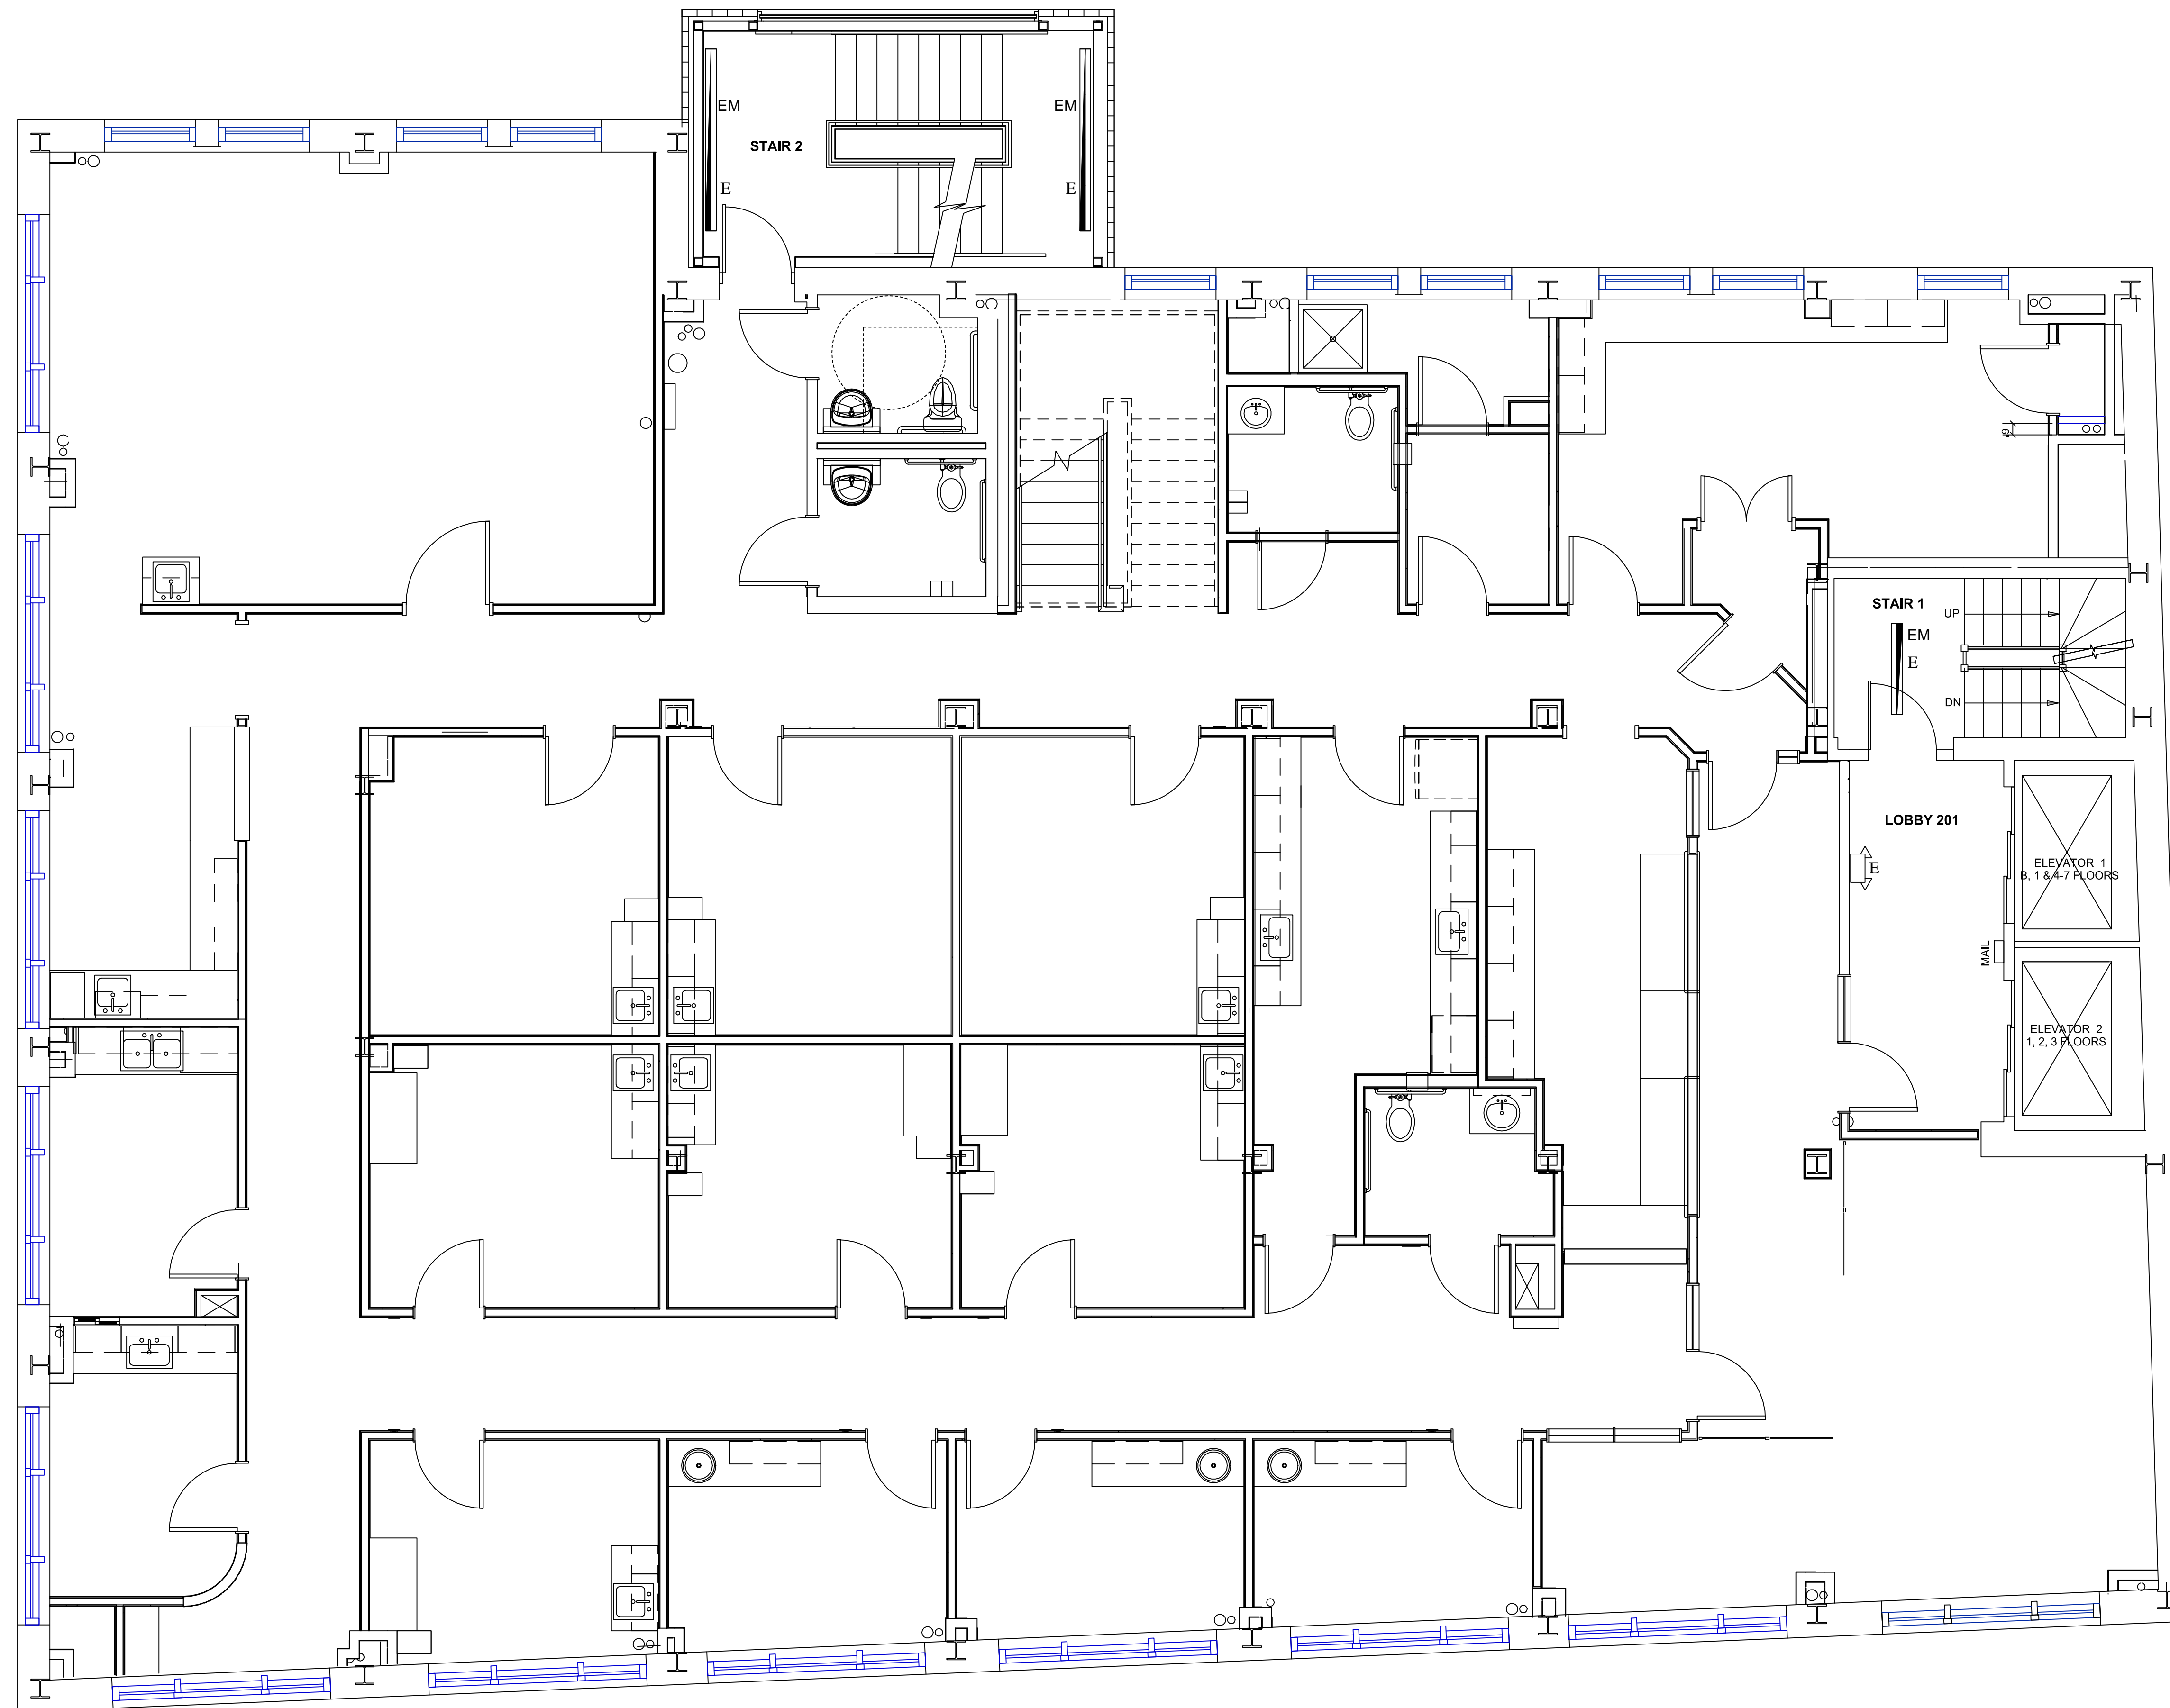 EM
EM
STAIR 2
E
E
9
STAIR 1
UP
EM
E
DN
LOBBY 201
ELEVATOR 1
B, 1 & 4-7 FLOORS
E
MAIL
ELEVATOR 2
1, 2, 3 FLOORS